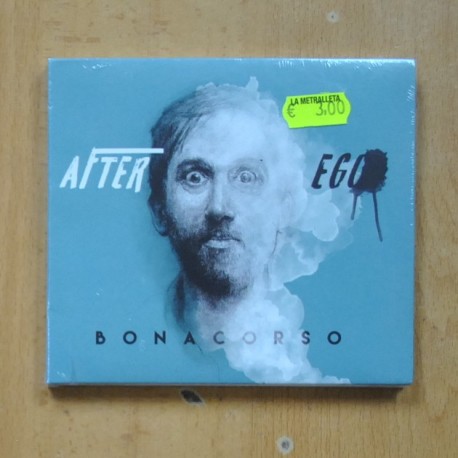 LA METRALLETA
€ 3.00
AFTER EGO
BONACORSO